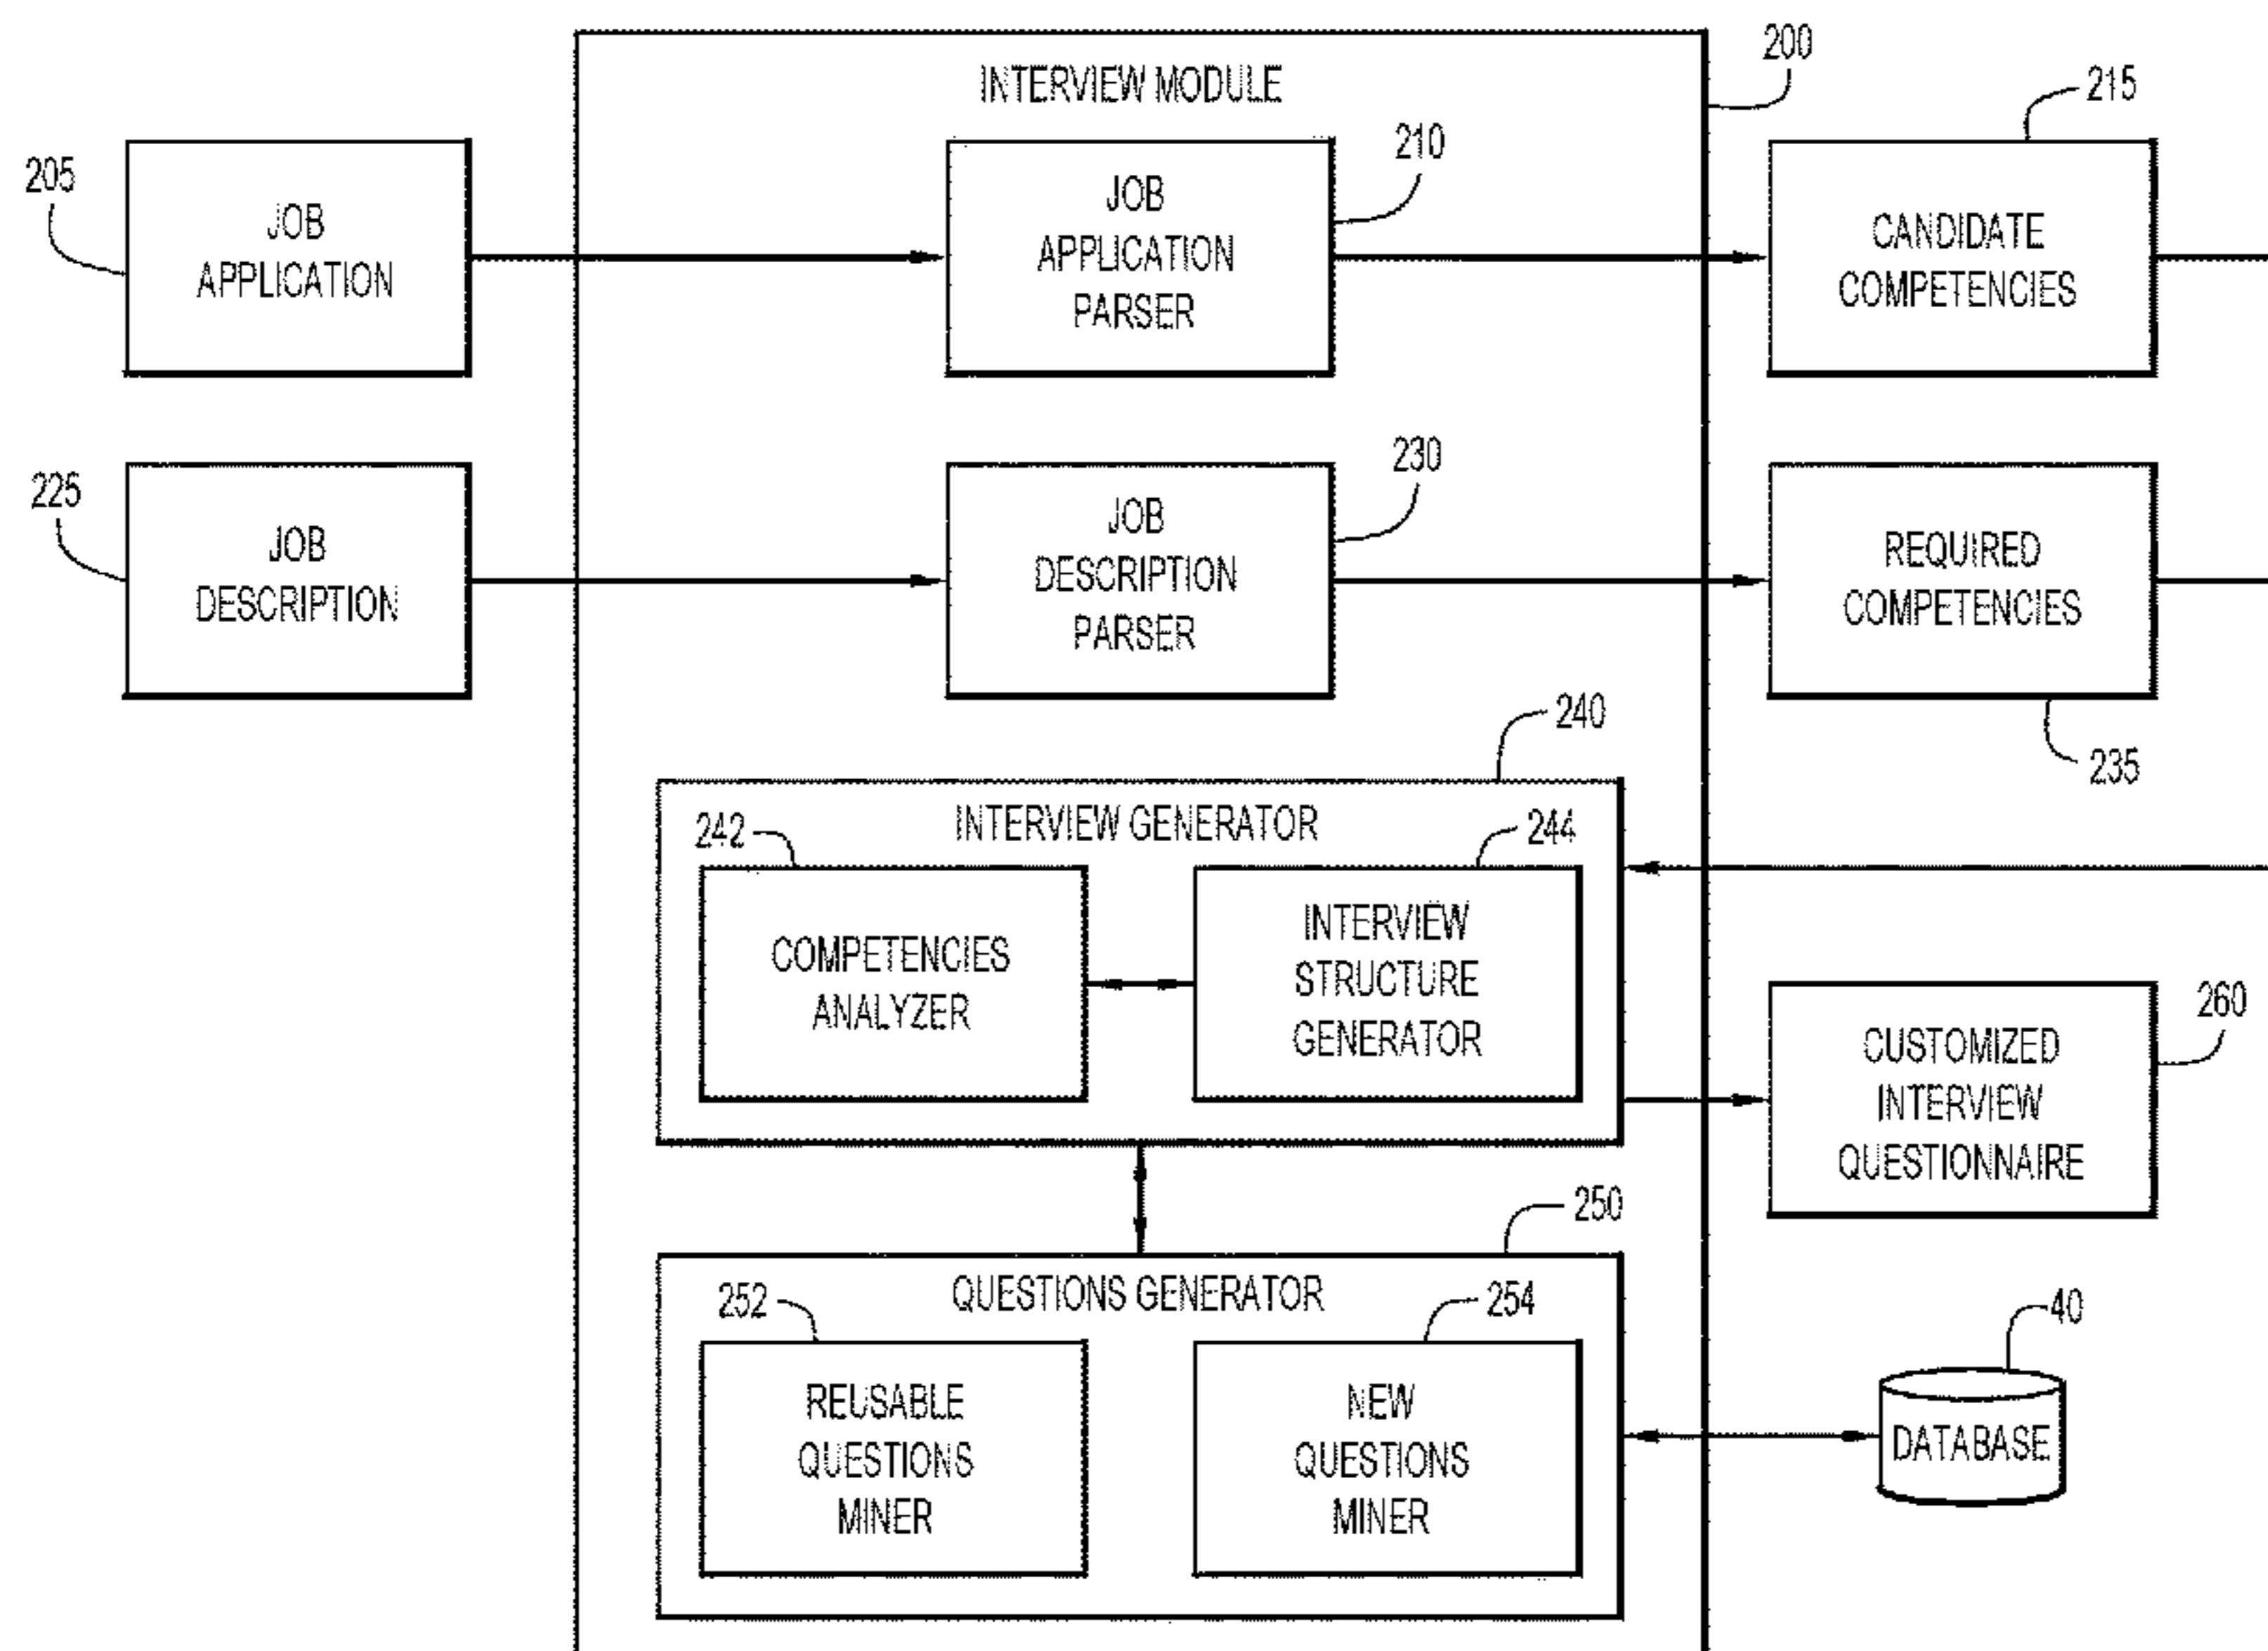 INTERVIEW MODULE
200
205
JOB
APPLICATION
210
JOB
APPLICATION
PARSER
215
CANDIDATE
COMPETENCIES
225
JOB
DESCRIPTION
230
JOB
DESCRIPTION
PARSER
REQUIRED
COMPETENCIES
235
240
INTERVIEW GENERATOR
242
COMPETENCIES
ANALYZER
244
INTERVIEW
STRUCTURE
GENERATOR
260
CUSTOMIZED
INTERVIEW
QUESTIONNAIRE
250
QUESTIONS GENERATOR
252
REUSABLE
QUESTIONS
MINER
254
NEW
QUESTIONS
MINER
40
DATABASE